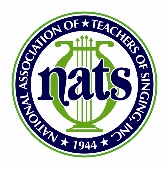 NATIONAL ASSOCIATION OF ★ TEACHERS OF SINGING, INC
nats
★ 1944 ★